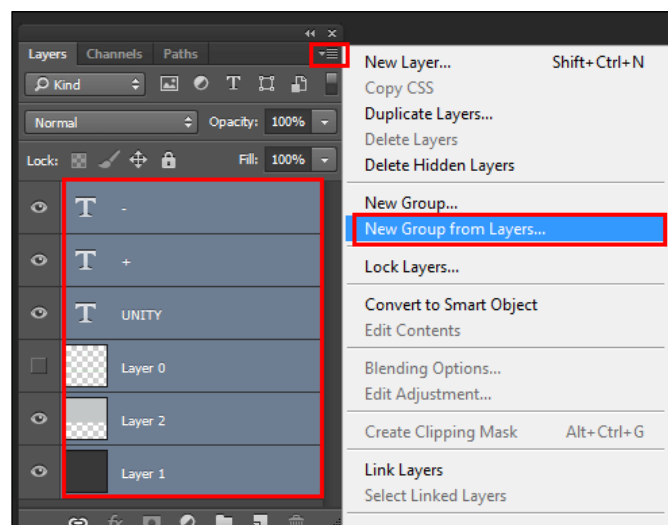 Layers Channels Paths
Kind T
Normal Opacity: 100%
Lock: Fill: 100%
T -
T +
T UNITY
Layer 0
Layer 2
Layer 1
fx
New Layer... Shift+Ctrl+N
Copy CSS
Duplicate Layers...
Delete Layers
Delete Hidden Layers
New Group...
New Group from Layers...
Lock Layers...
Convert to Smart Object
Edit Contents
Blending Options...
Edit Adjustment...
Create Clipping Mask Alt+Ctrl+G
Link Layers
Select Linked Layers